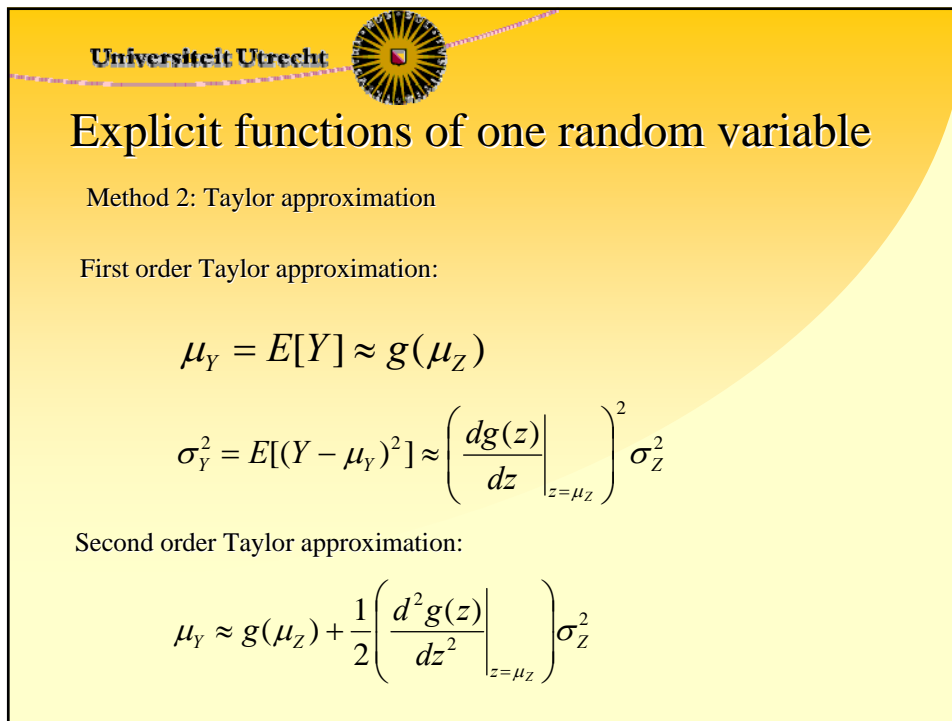 Universiteit Utrecht
Explicit functions of one random variable
Method 2: Taylor approximation
First order Taylor approximation:
μ_Y = E[Y] ≈ g(μ_Z)
σ_Y^2 = E[(Y − μ_Y)^2] ≈ (dg(z)/dz |_{z=μ_Z})^2 σ_Z^2
Second order Taylor approximation:
μ_Y ≈ g(μ_Z) + 1/2 (d^2 g(z)/dz^2 |_{z=μ_Z}) σ_Z^2